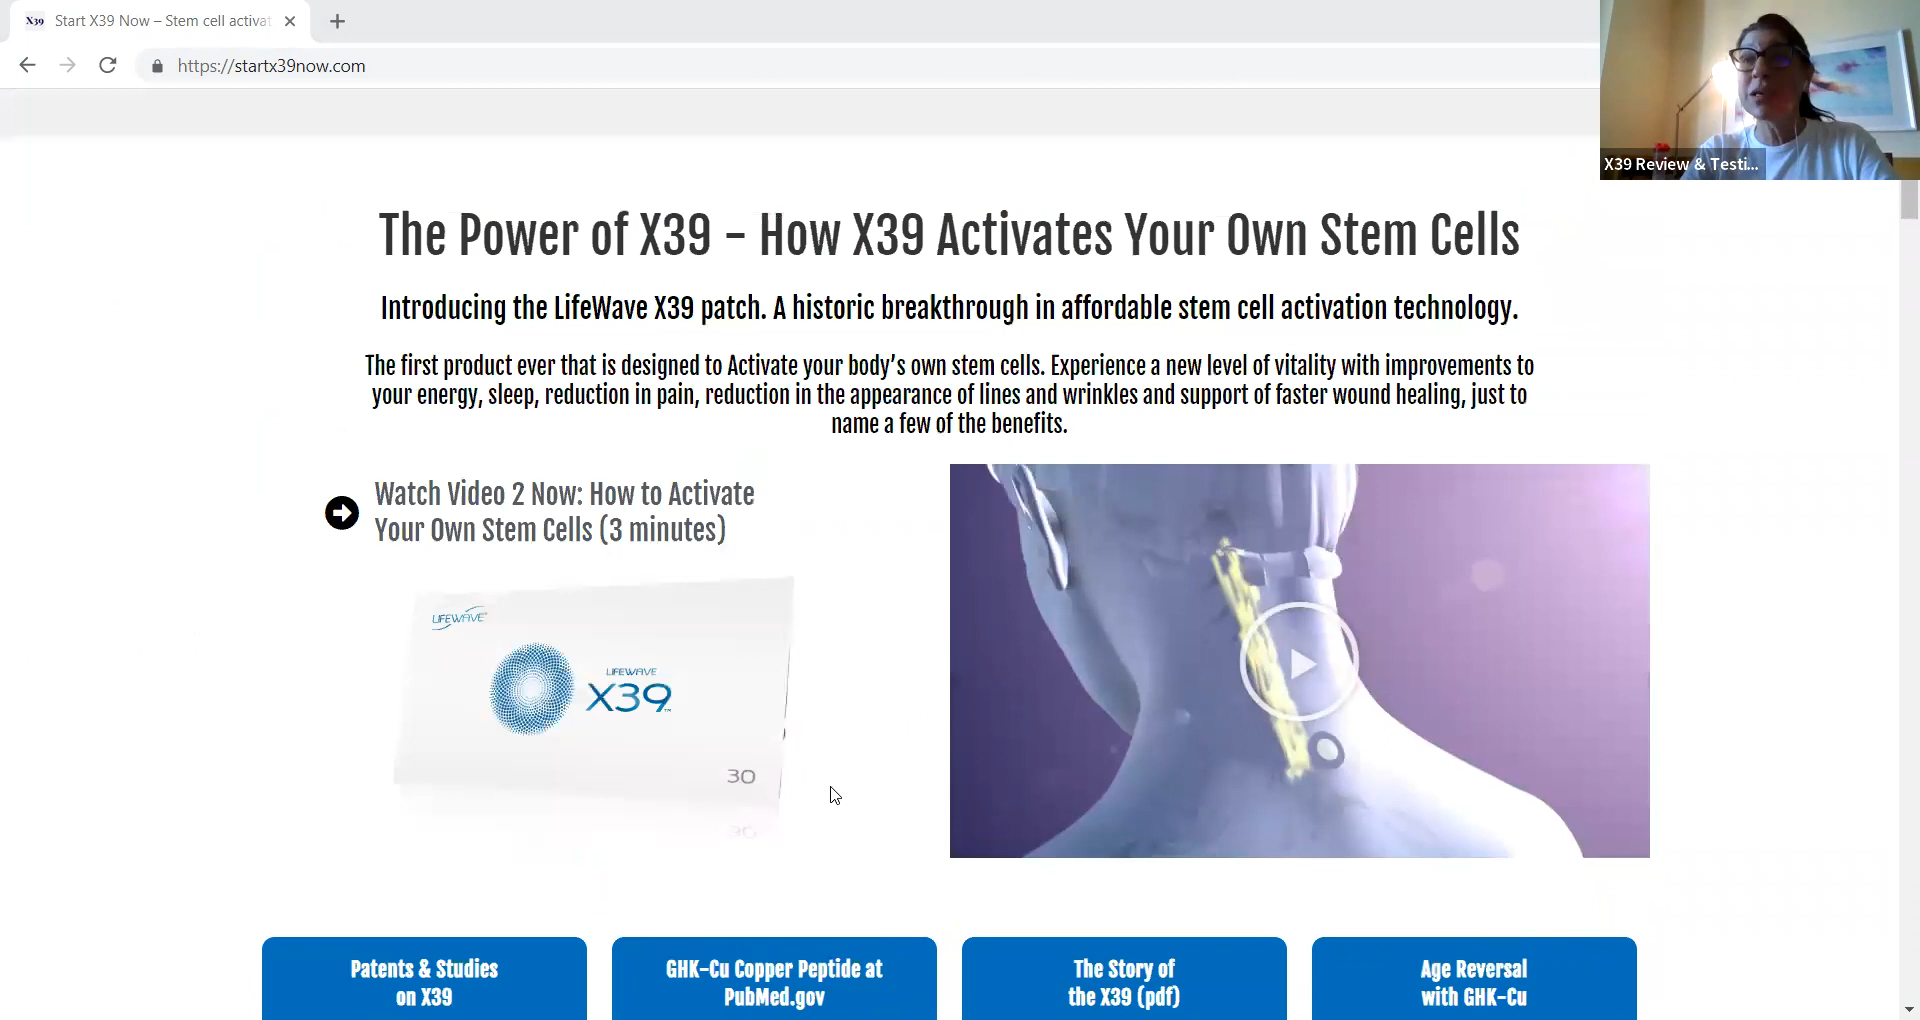 X39 Start X39 Now – Stem cell activat
https://startx39now.com
X39 Review & Testi...
The Power of X39 - How X39 Activates Your Own Stem Cells
Introducing the LifeWave X39 patch. A historic breakthrough in affordable stem cell activation technology.
The first product ever that is designed to Activate your body's own stem cells. Experience a new level of vitality with improvements to
your energy, sleep, reduction in pain, reduction in the appearance of lines and wrinkles and support of faster wound healing, just to
name a few of the benefits.
Watch Video 2 Now: How to Activate
Your Own Stem Cells (3 minutes)
LIFEWAVE
LIFEWAVE
X39™
30
30
Patents & Studies
on X39
GHK-Cu Copper Peptide at
PubMed.gov
The Story of
the X39 (pdf)
Age Reversal
with GHK-Cu